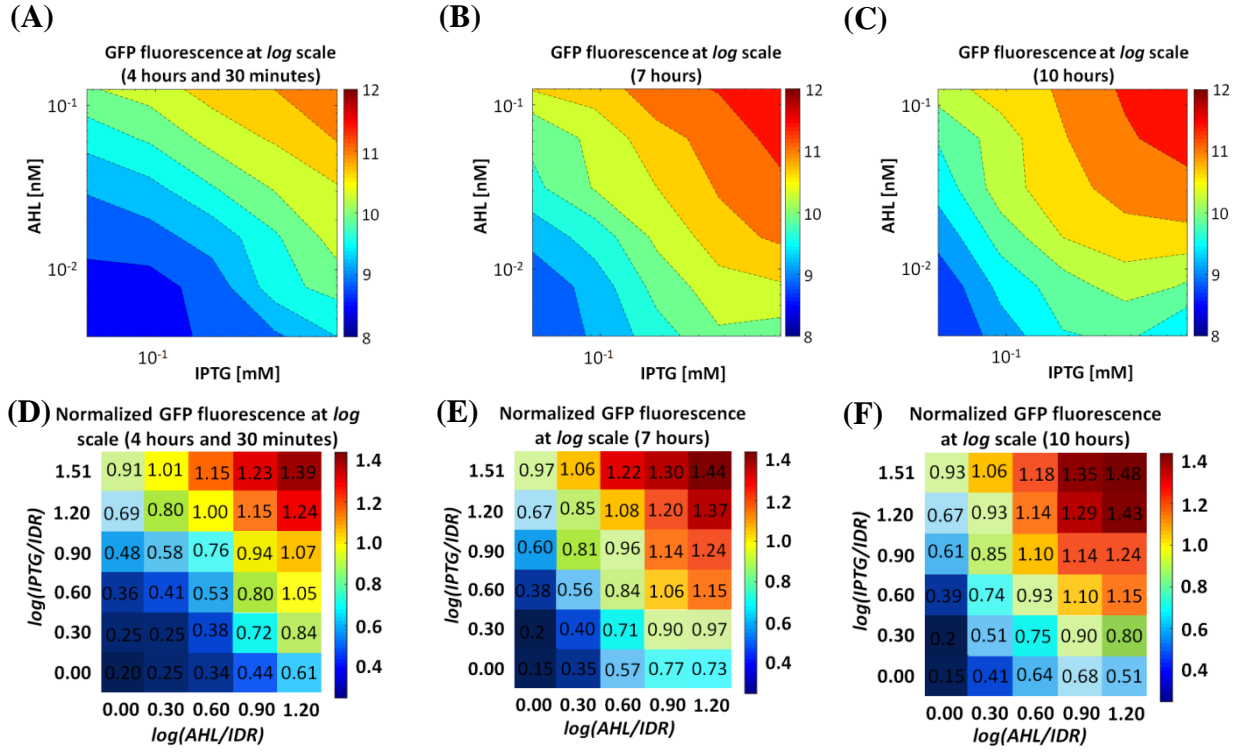 (A)
GFP fluorescence at log scale
(4 hours and 30 minutes)
AHL [nM]
10-1
10-2
10-1
IPTG [mM]
12
11
10
9
8
(B)
GFP fluorescence at log scale
(7 hours)
AHL [nM]
10-1
10-2
10-1
IPTG [mM]
12
11
10
9
8
(C)
GFP fluorescence at log scale
(10 hours)
AHL [nM]
10-1
10-2
10-1
IPTG [mM]
12
11
10
9
8
(D)
Normalized GFP fluorescence at log
scale (4 hours and 30 minutes)
log(IPTG/IDR)
1.51 0.91 1.01 1.15 1.23 1.39
1.20 0.69 0.80 1.00 1.15 1.24
0.90 0.48 0.58 0.76 0.94 1.07
0.60 0.36 0.41 0.53 0.80 1.05
0.30 0.25 0.25 0.38 0.72 0.84
0.00 0.20 0.25 0.34 0.44 0.61
0.00 0.30 0.60 0.90 1.20
log(AHL/IDR)
1.4
1.2
1.0
0.8
0.6
0.4
(E)
Normalized GFP fluorescence
at log scale (7 hours)
log(IPTG/IDR)
1.51 0.97 1.06 1.22 1.30 1.44
1.20 0.67 0.85 1.08 1.20 1.37
0.90 0.60 0.81 0.96 1.14 1.24
0.60 0.38 0.56 0.84 1.06 1.15
0.30 0.2 0.40 0.71 0.90 0.97
0.00 0.15 0.35 0.57 0.77 0.73
0.00 0.30 0.60 0.90 1.20
log(AHL/IDR)
1.4
1.2
1.0
0.8
0.6
0.4
(F)
Normalized GFP fluorescence
at log scale (10 hours)
log(IPTG/IDR)
1.51 0.93 1.06 1.18 1.35 1.48
1.20 0.67 0.93 1.14 1.29 1.43
0.90 0.61 0.85 1.10 1.14 1.24
0.60 0.39 0.74 0.93 1.10 1.15
0.30 0.2 0.51 0.75 0.90 0.80
0.00 0.15 0.41 0.64 0.68 0.51
0.00 0.30 0.60 0.90 1.20
log(AHL/IDR)
1.4
1.2
1.0
0.8
0.6
0.4